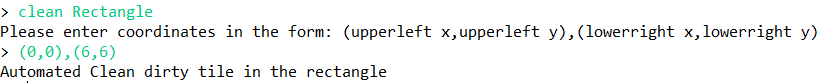 > clean Rectangle
Please enter coordinates in the form: (upperleft x,upperleft y),(lowerright x,lowerright y)
> (0,0),(6,6)
Automated Clean dirty tile in the rectangle